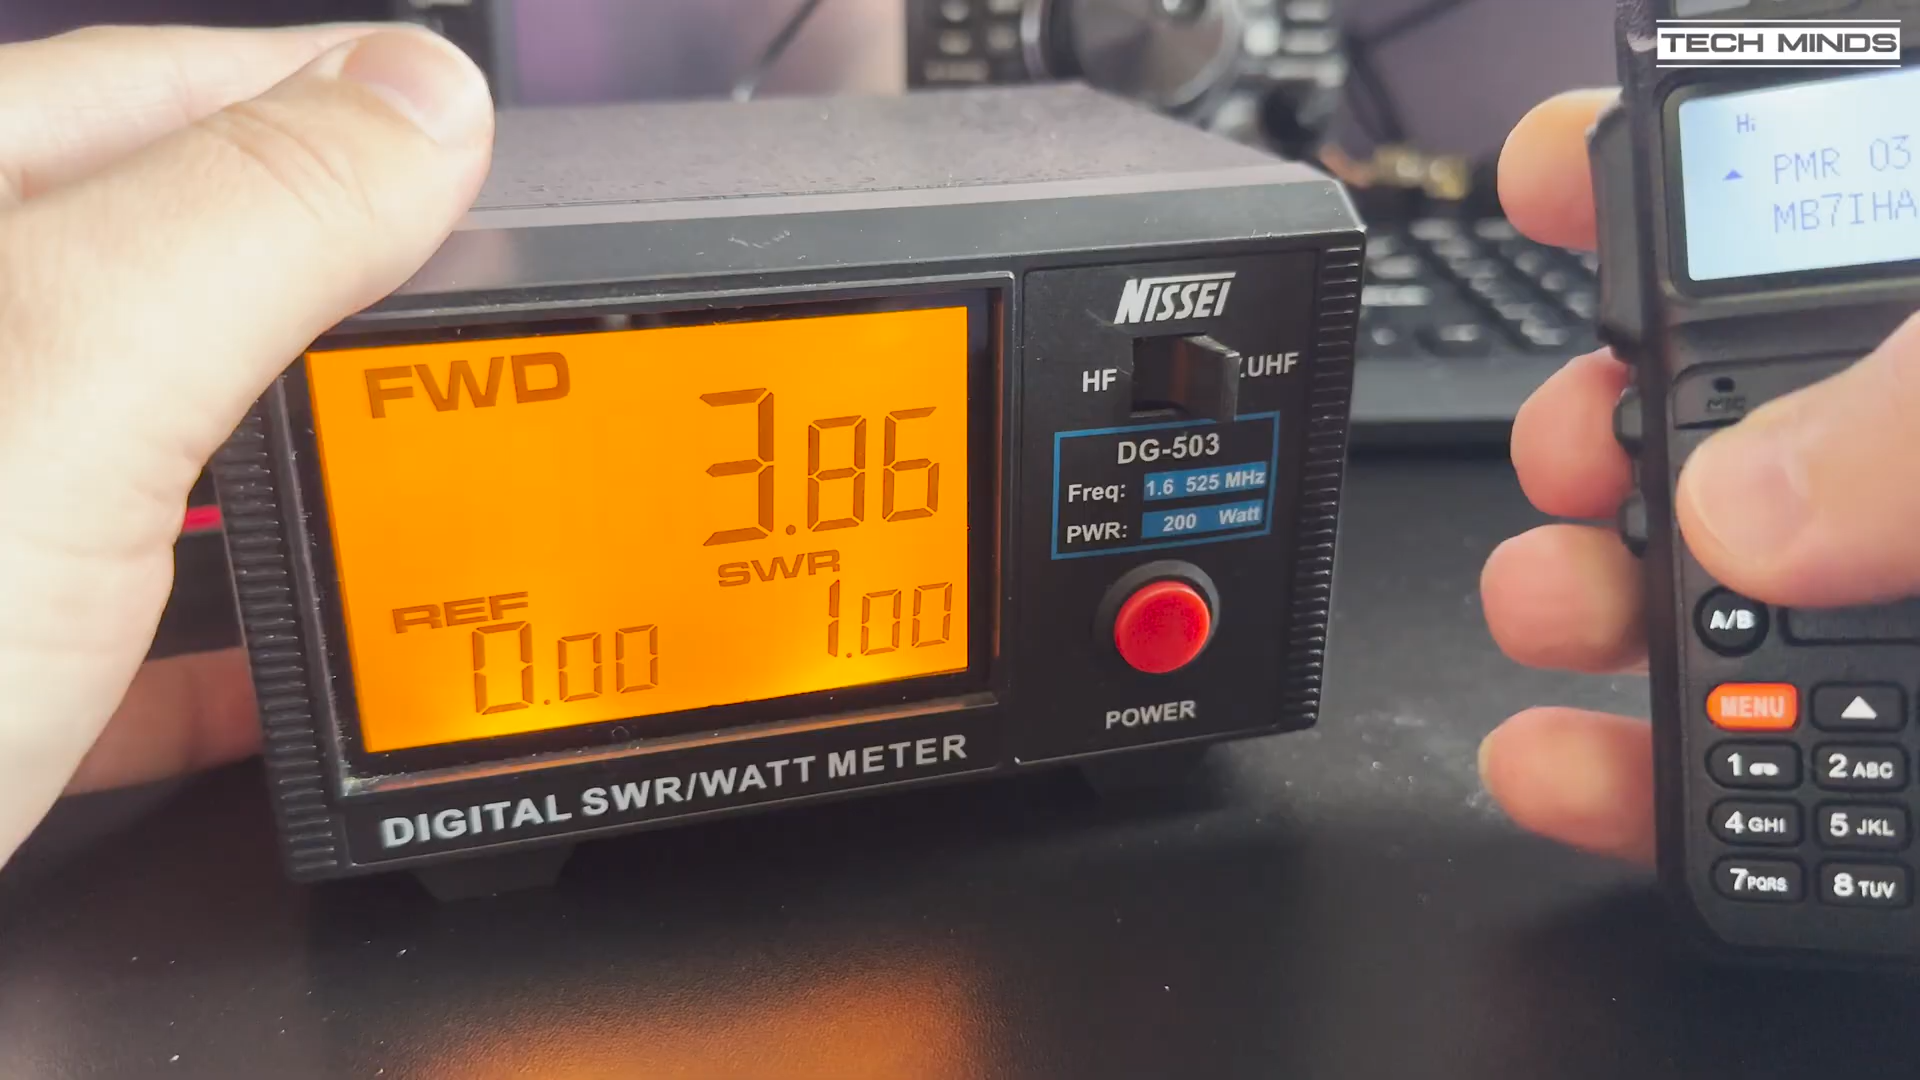 TECH MINDS
Hi
PMR 03
MB7IHA
NISSEI
HF
.UHF
DG-503
Freq: 1.6 525 MHz
PWR: 200 Watt
POWER
FWD
3.86
SWR
1.00
REF
0.00
DIGITAL SWR/WATT METER
MIC
A/B
MENU
1
2 ABC
4 GHI
5 JKL
7 PQRS
8 TUV